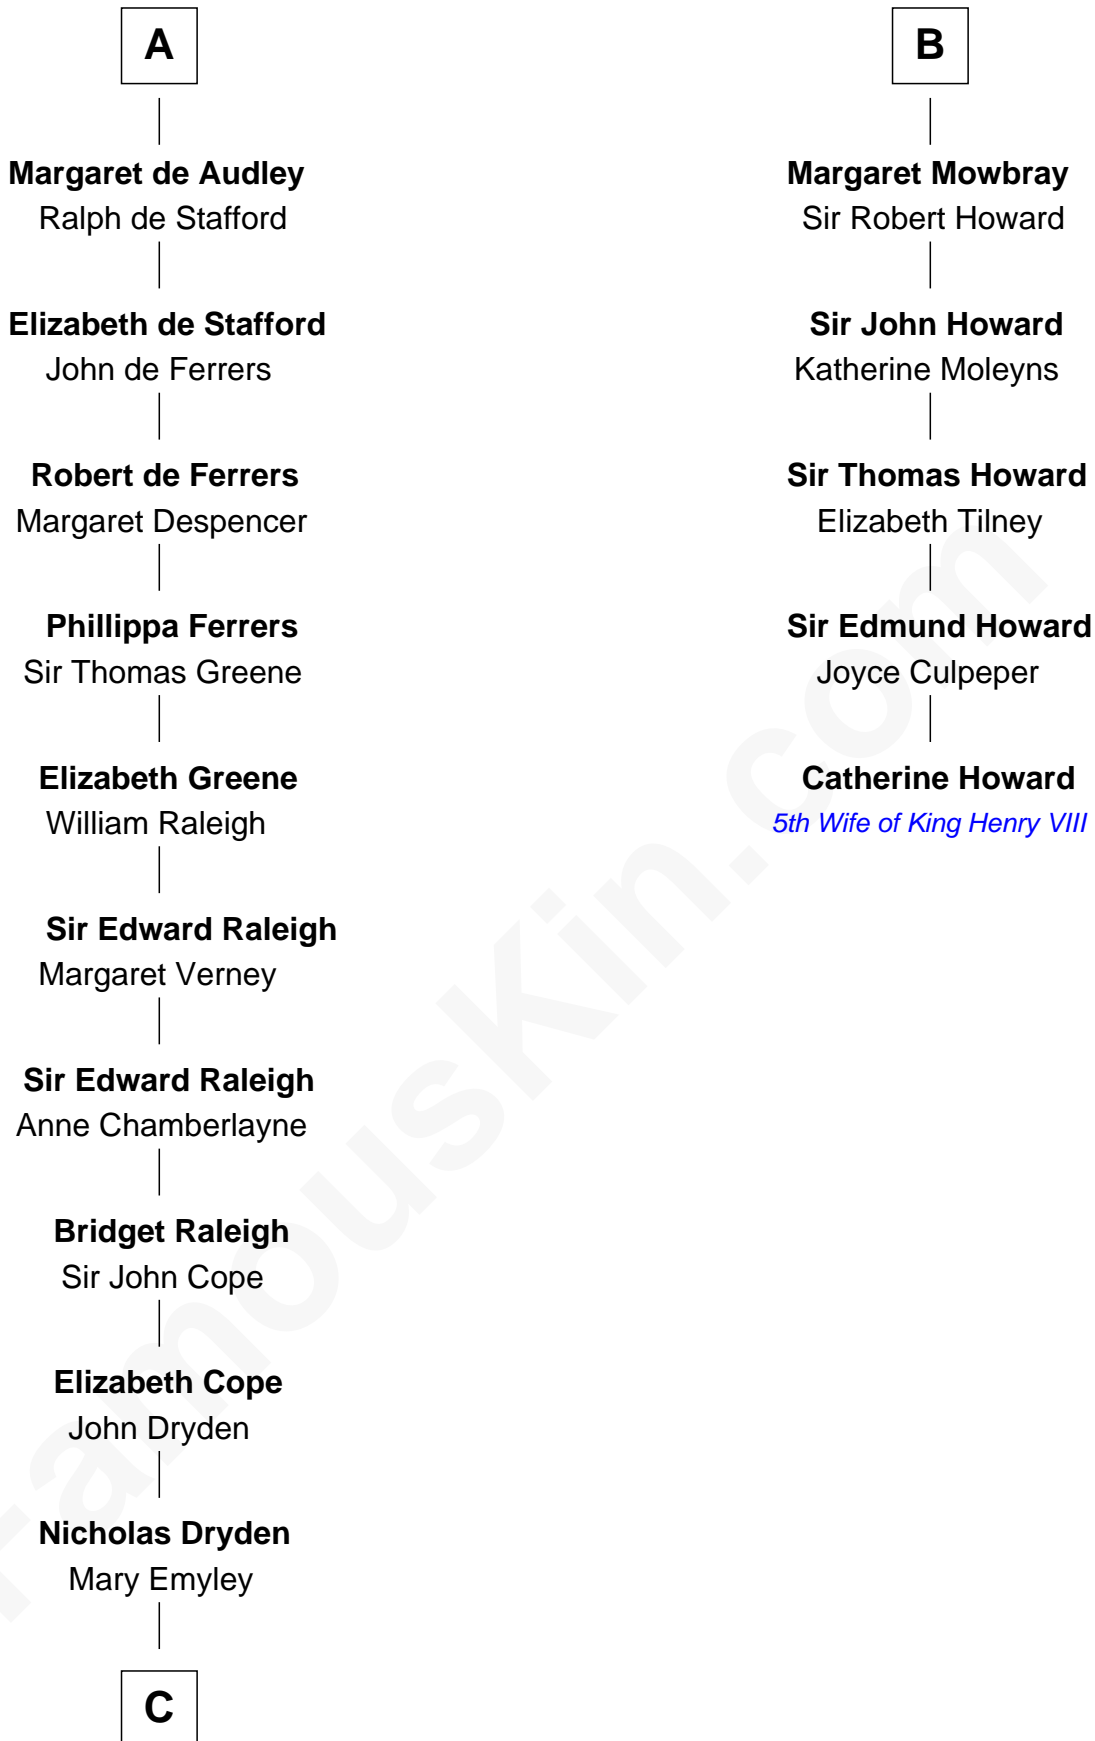 A
Margaret de Audley
Ralph de Stafford
Elizabeth de Stafford
John de Ferrers
Robert de Ferrers
Margaret Despencer
Phillippa Ferrers
Sir Thomas Greene
Elizabeth Greene
William Raleigh
Sir Edward Raleigh
Margaret Verney
Sir Edward Raleigh
Anne Chamberlayne
Bridget Raleigh
Sir John Cope
Elizabeth Cope
John Dryden
Nicholas Dryden
Mary Emyley
C
B
Margaret Mowbray
Sir Robert Howard
Sir John Howard
Katherine Moleyns
Sir Thomas Howard
Elizabeth Tilney
Sir Edmund Howard
Joyce Culpeper
Catherine Howard
5th Wife of King Henry VIII
FamousKin.com